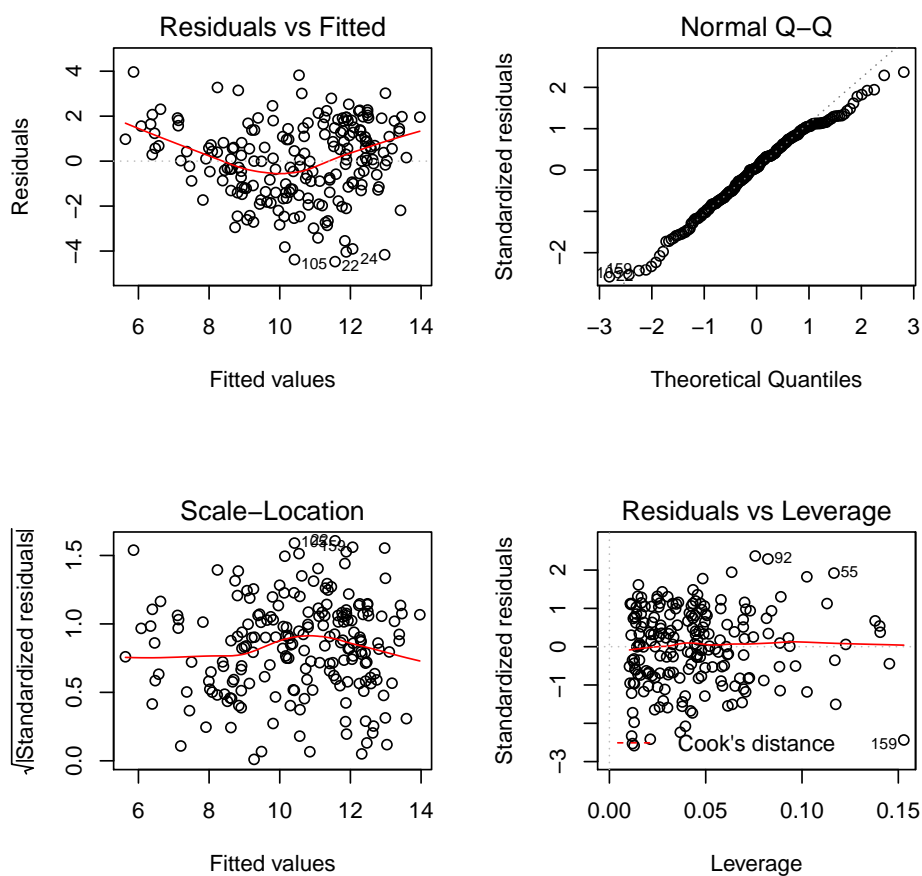 Residuals vs Fitted
Residuals
4
2
0
−2
−4
105
22
24
6 8 10 12 14
Fitted values
Normal Q−Q
Standardized residuals
2
1
0
−2
159
−3 −2 −1 0 1 2 3
Theoretical Quantiles
Scale−Location
√|Standardized residuals|
1.5
1.0
0.5
0.0
6 8 10 12 14
Fitted values
Residuals vs Leverage
Standardized residuals
2
1
0
−1
−3
92
55
159
Cook's distance
0.00 0.05 0.10 0.15
Leverage